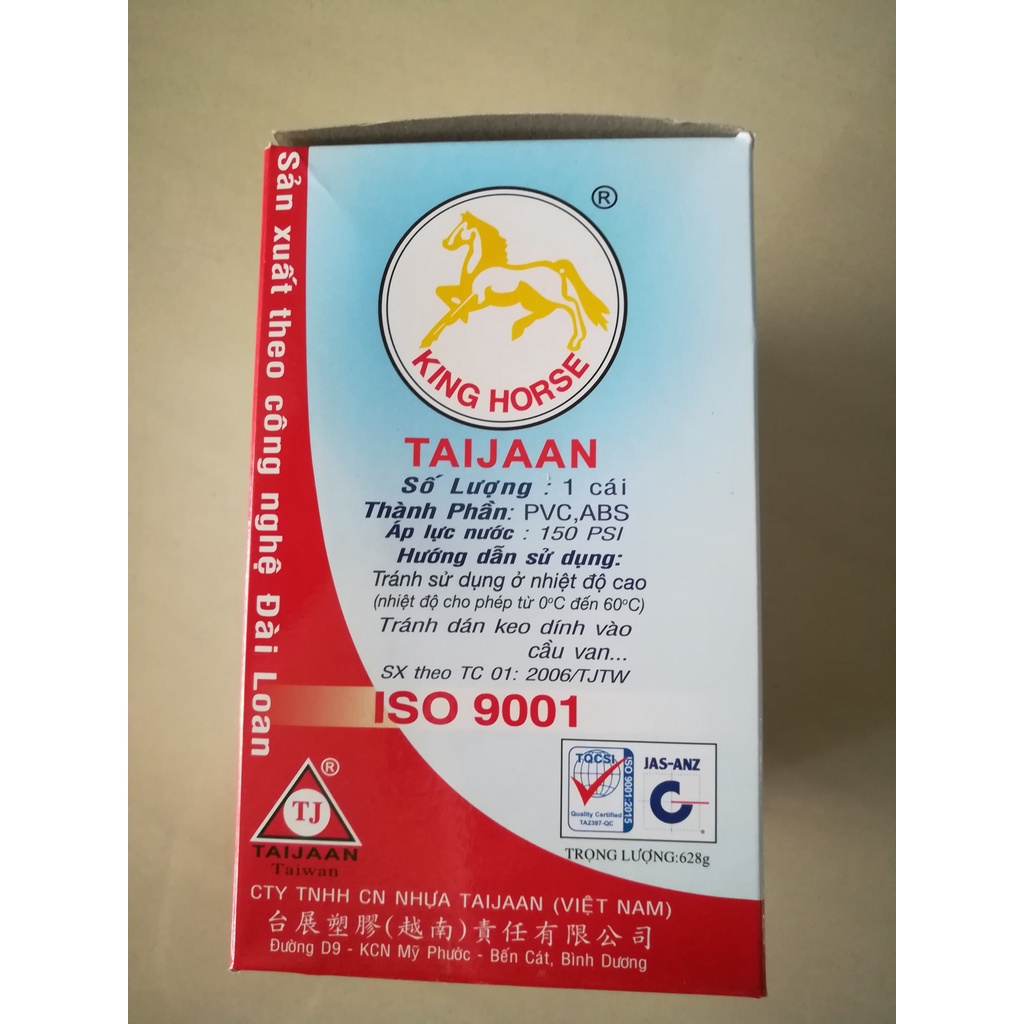 Sản xuất theo công nghệ Đài Loan
®
KING HORSE
TAIJAAN
Số Lượng : 1 cái
Thành Phần: PVC,ABS
Áp lực nước : 150 PSI
Hướng dẫn sử dụng:
Tránh sử dụng ở nhiệt độ cao
(nhiệt độ cho phép từ 0ºC đến 60ºC)
Tránh dán keo dính vào
cầu van...
SX theo TC 01: 2006/TJTW
ISO 9001
TQCSI
ISO 9001:2015
Quality Certified
TA2397-QC
JAS-ANZ
®
TRỌNG LƯỢNG:628g
®
TJ
TAIJAAN
Taiwan
CTY TNHH CN NHỰA TAIJAAN (VIỆT NAM)
台展塑膠(越南)責任有限公司
Đường D9 - KCN Mỹ Phước - Bến Cát, Bình Dương